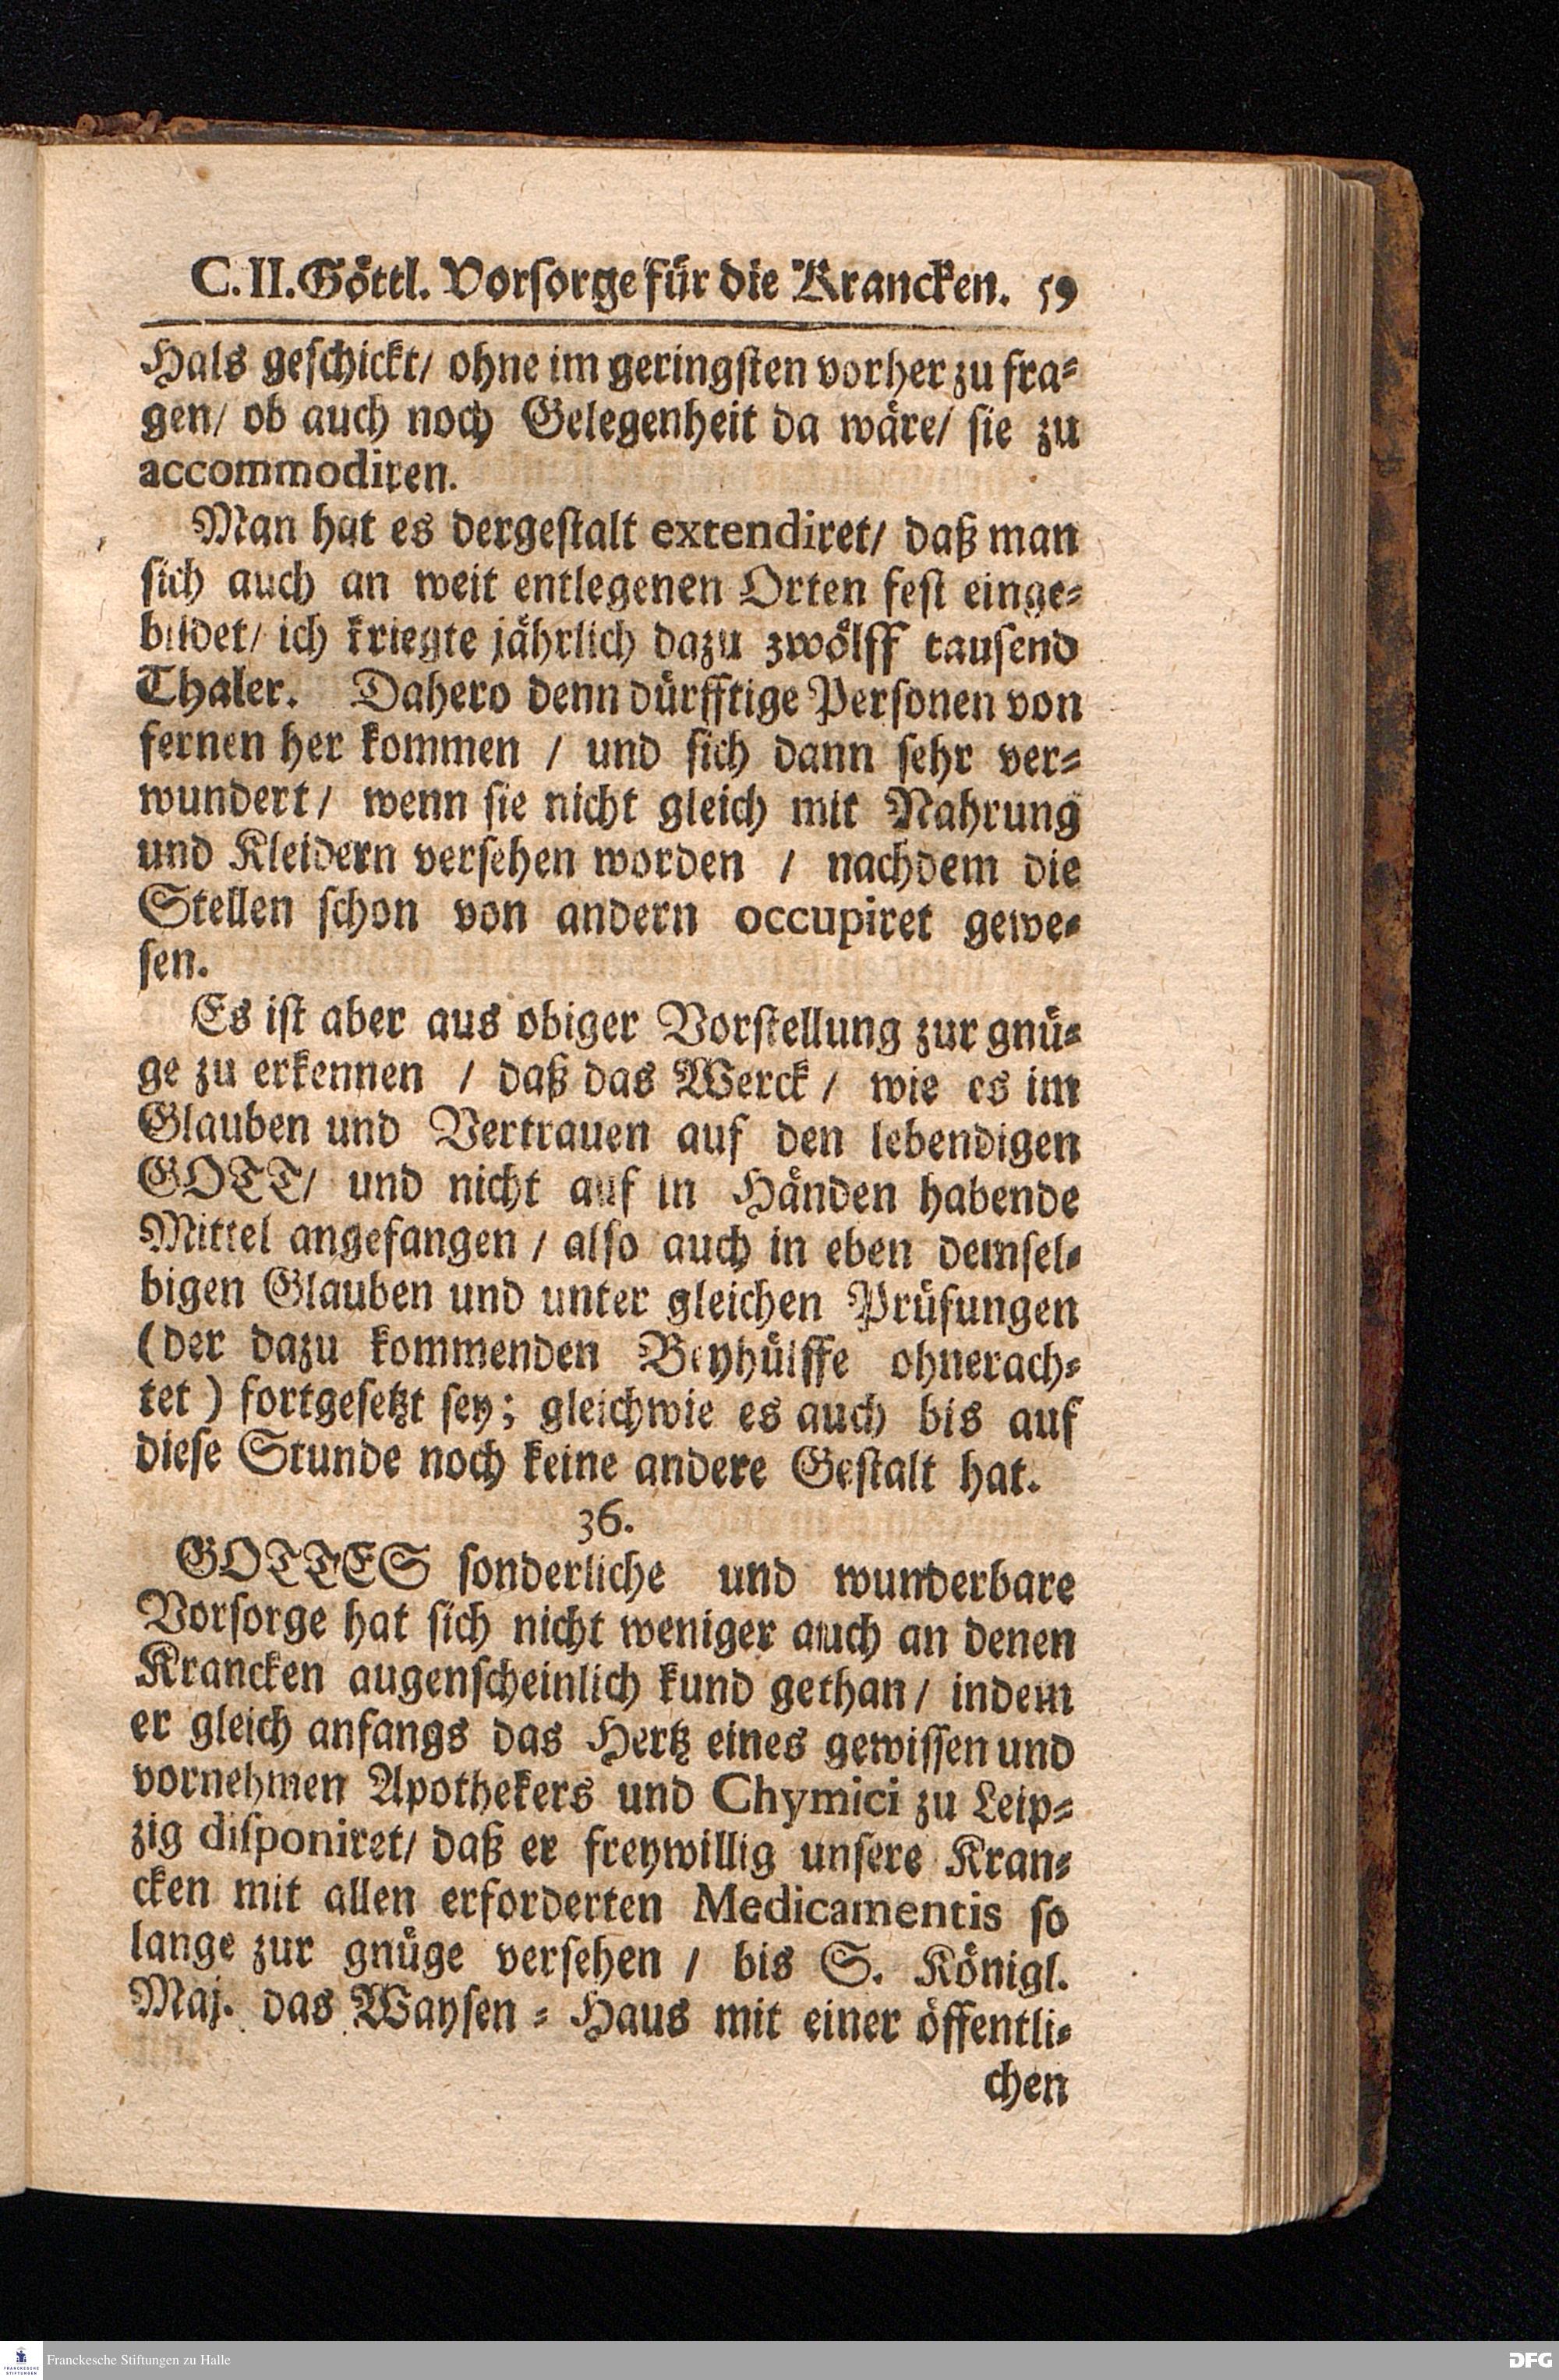 C. II. Göttl. Vorsorge für die Krancken. 59
Hals geschickt/ ohne im geringsten vorher zu fra-
gen/ ob auch noch Gelegenheit da wäre/ sie zu
accommodiren.
Man hat es dergestalt extendiret/ daß man
sich auch an weit entlegenen Orten fest einge-
bildet/ ich kriegte jährlich dazu zwölff tausend
Thaler. Dahero denn dürfftige Personen von
fernen her kommen / und sich dann sehr ver-
wundert/ wenn sie nicht gleich mit Nahrung
und Kleidern versehen worden / nachdem die
Stellen schon von andern occupiret gewe-
sen.
Es ist aber aus obiger Vorstellung zur gnü-
ge zu erkennen / daß das Werck / wie es im
Glauben und Vertrauen auf den lebendigen
GOTT/ und nicht auf in Händen habende
Mittel angefangen / also auch in eben demsel-
bigen Glauben und unter gleichen Prüfungen
(der dazu kommenden Beyhülffe ohnerach-
tet) fortgesetzt sey; gleichwie es auch bis auf
diese Stunde noch keine andere Gestalt hat.
36.
GOTTES sonderliche und wunderbare
Vorsorge hat sich nicht weniger auch an denen
Krancken augenscheinlich kund gethan / indem
er gleich anfangs das Hertz eines gewissen und
vornehmen Apothekers und Chymici zu Leip-
zig disponiret/ daß er freywillig unsere Kran-
cken mit allen erforderten Medicamentis so
lange zur gnüge versehen / bis S. Königl.
Maj. das Waysen-Haus mit einer öffentli-
chen
FRANCKESCHE STIFTUNGEN
Franckesche Stiftungen zu Halle
DFG